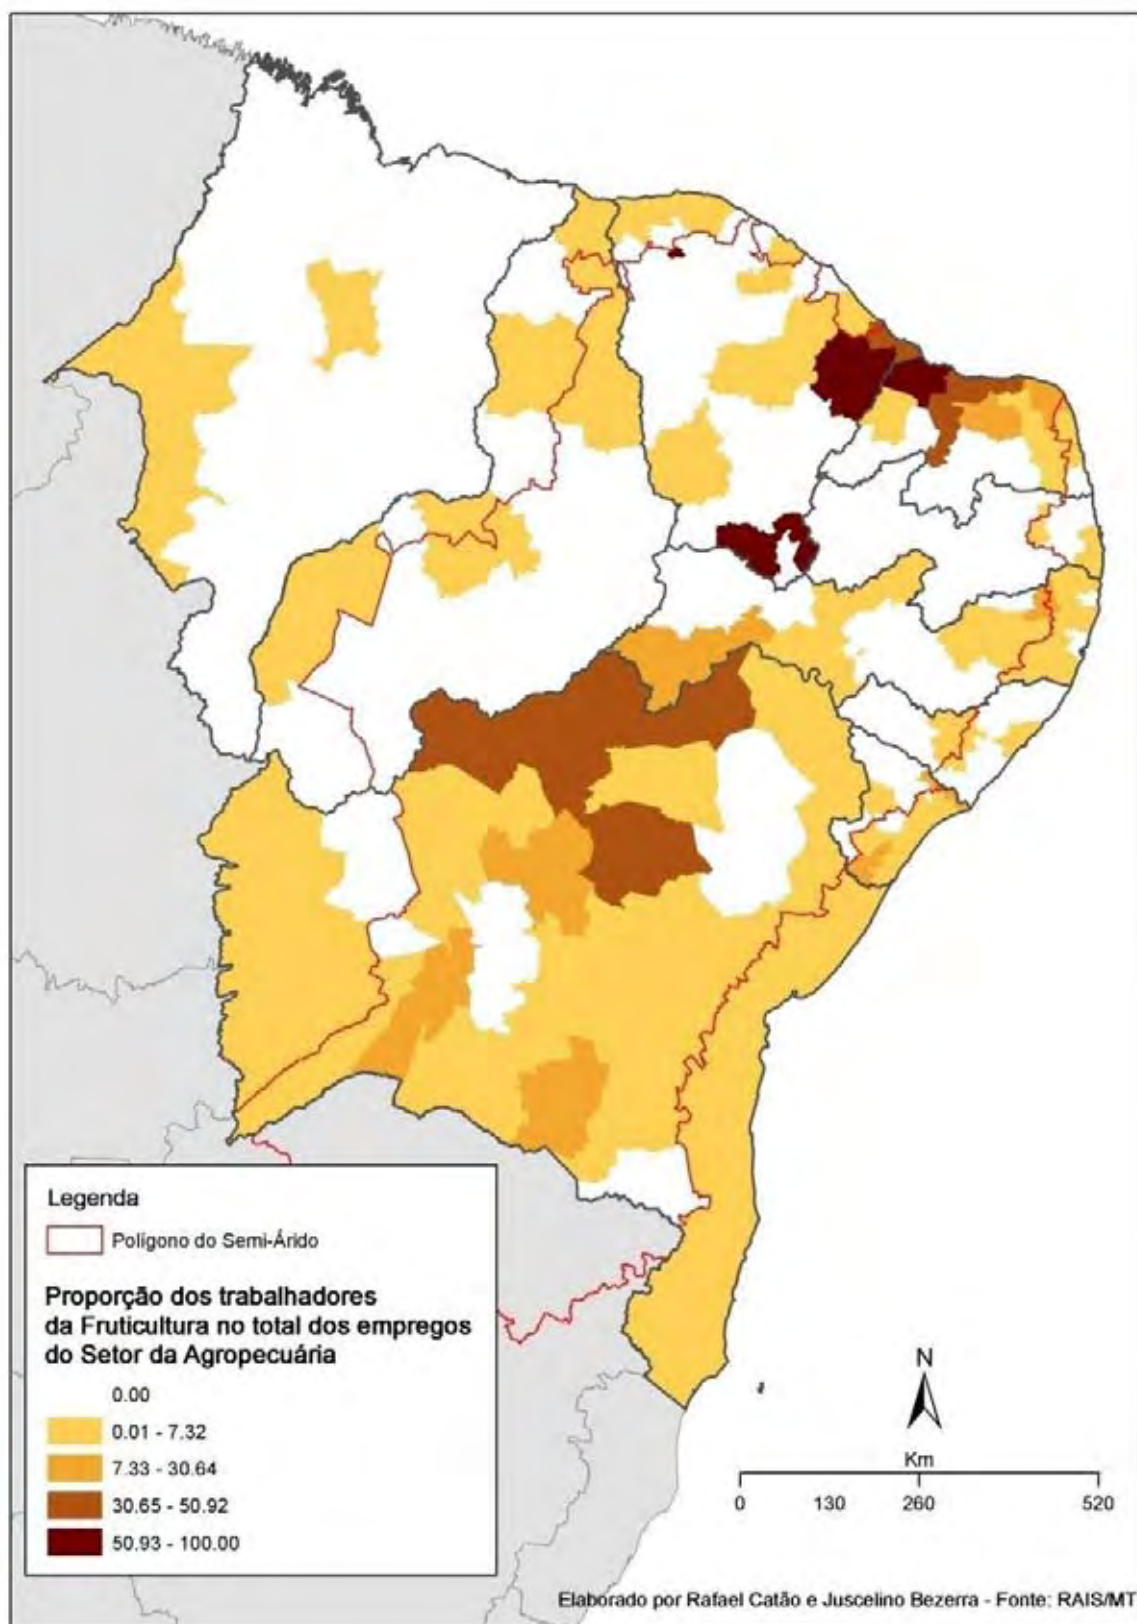 Legenda
Polígono do Semi-Árido
Proporção dos trabalhadores
da Fruticultura no total dos empregos
do Setor da Agropecuária
0.00
0.01 - 7.32
7.33 - 30.64
30.65 - 50.92
50.93 - 100.00
N
Km
0 130 260 520
Elaborado por Rafael Catão e Juscelino Bezerra - Fonte: RAIS/MT